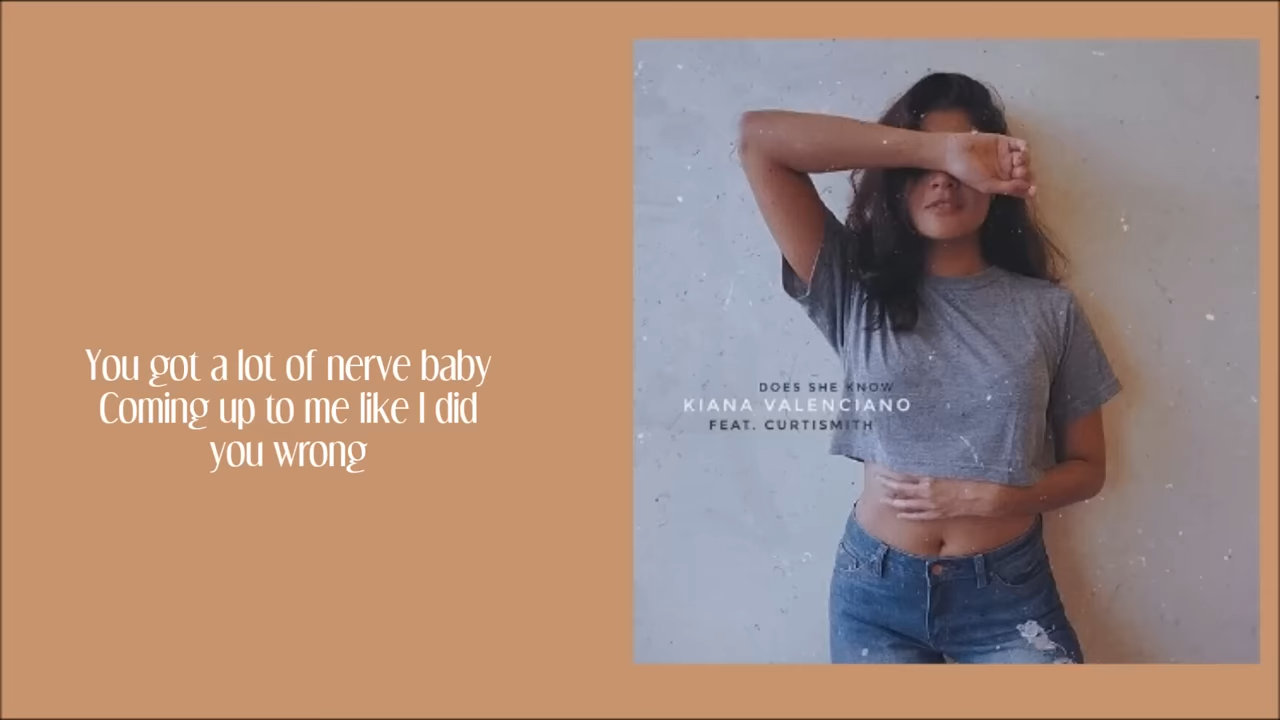 You got a lot of nerve baby
Coming up to me like I did
you wrong
DOES SHE KNOW
KIANA VALENCIANO
FEAT. CURTISMITH